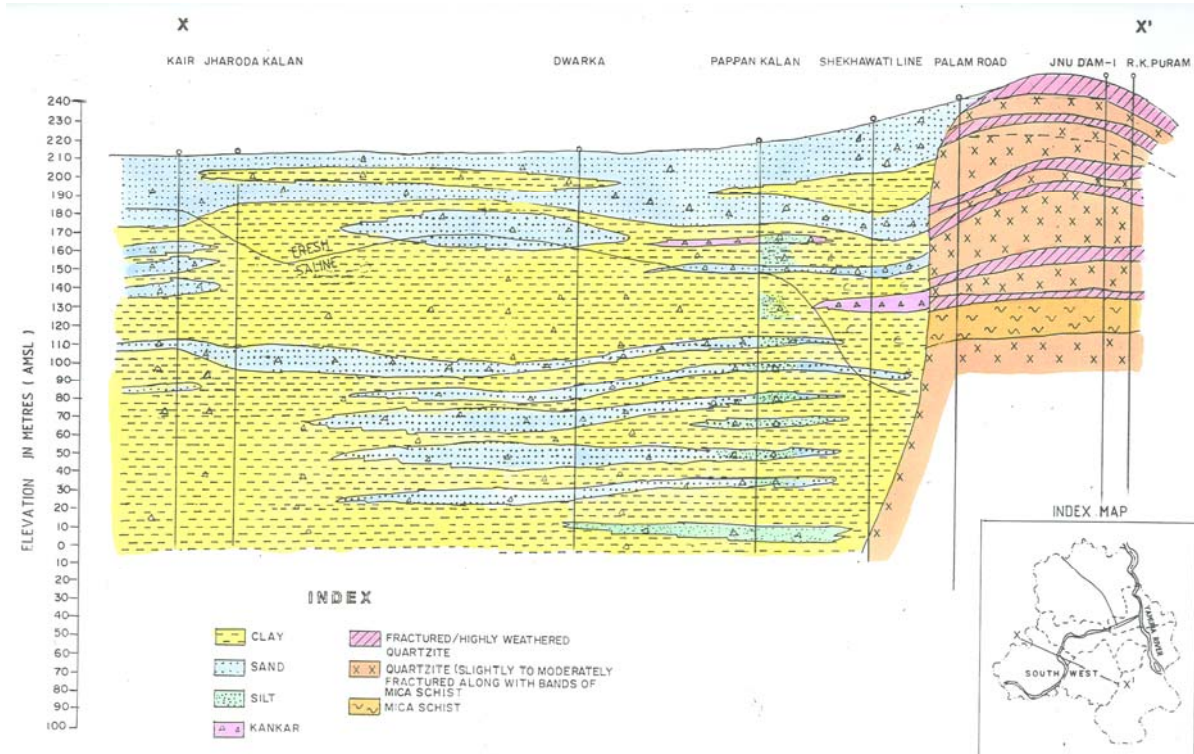 X X'
KAIR JHARODA KALAN DWARKA PAPPAN KALAN SHEKHAWATI LINE PALAM ROAD JNU DAM-I R.K. PURAM
240
230
220
210
200
190
180
170
160
150
140
130
120
110
100
90
80
70
60
50
40
30
20
10
0
10
20
30
40
50
60
70
80
90
100
ELEVATION IN METRES (AMSL)
FRESH
SALINE
INDEX
CLAY
SAND
SILT
KANKAR
FRACTURED/HIGHLY WEATHERED
QUARTZITE
QUARTZITE (SLIGHTLY TO MODERATELY
FRACTURED ALONG WITH BANDS OF
MICA SCHIST
MICA SCHIST
INDEX MAP
YAMUNA RIVER
X
SOUTH WEST
X'